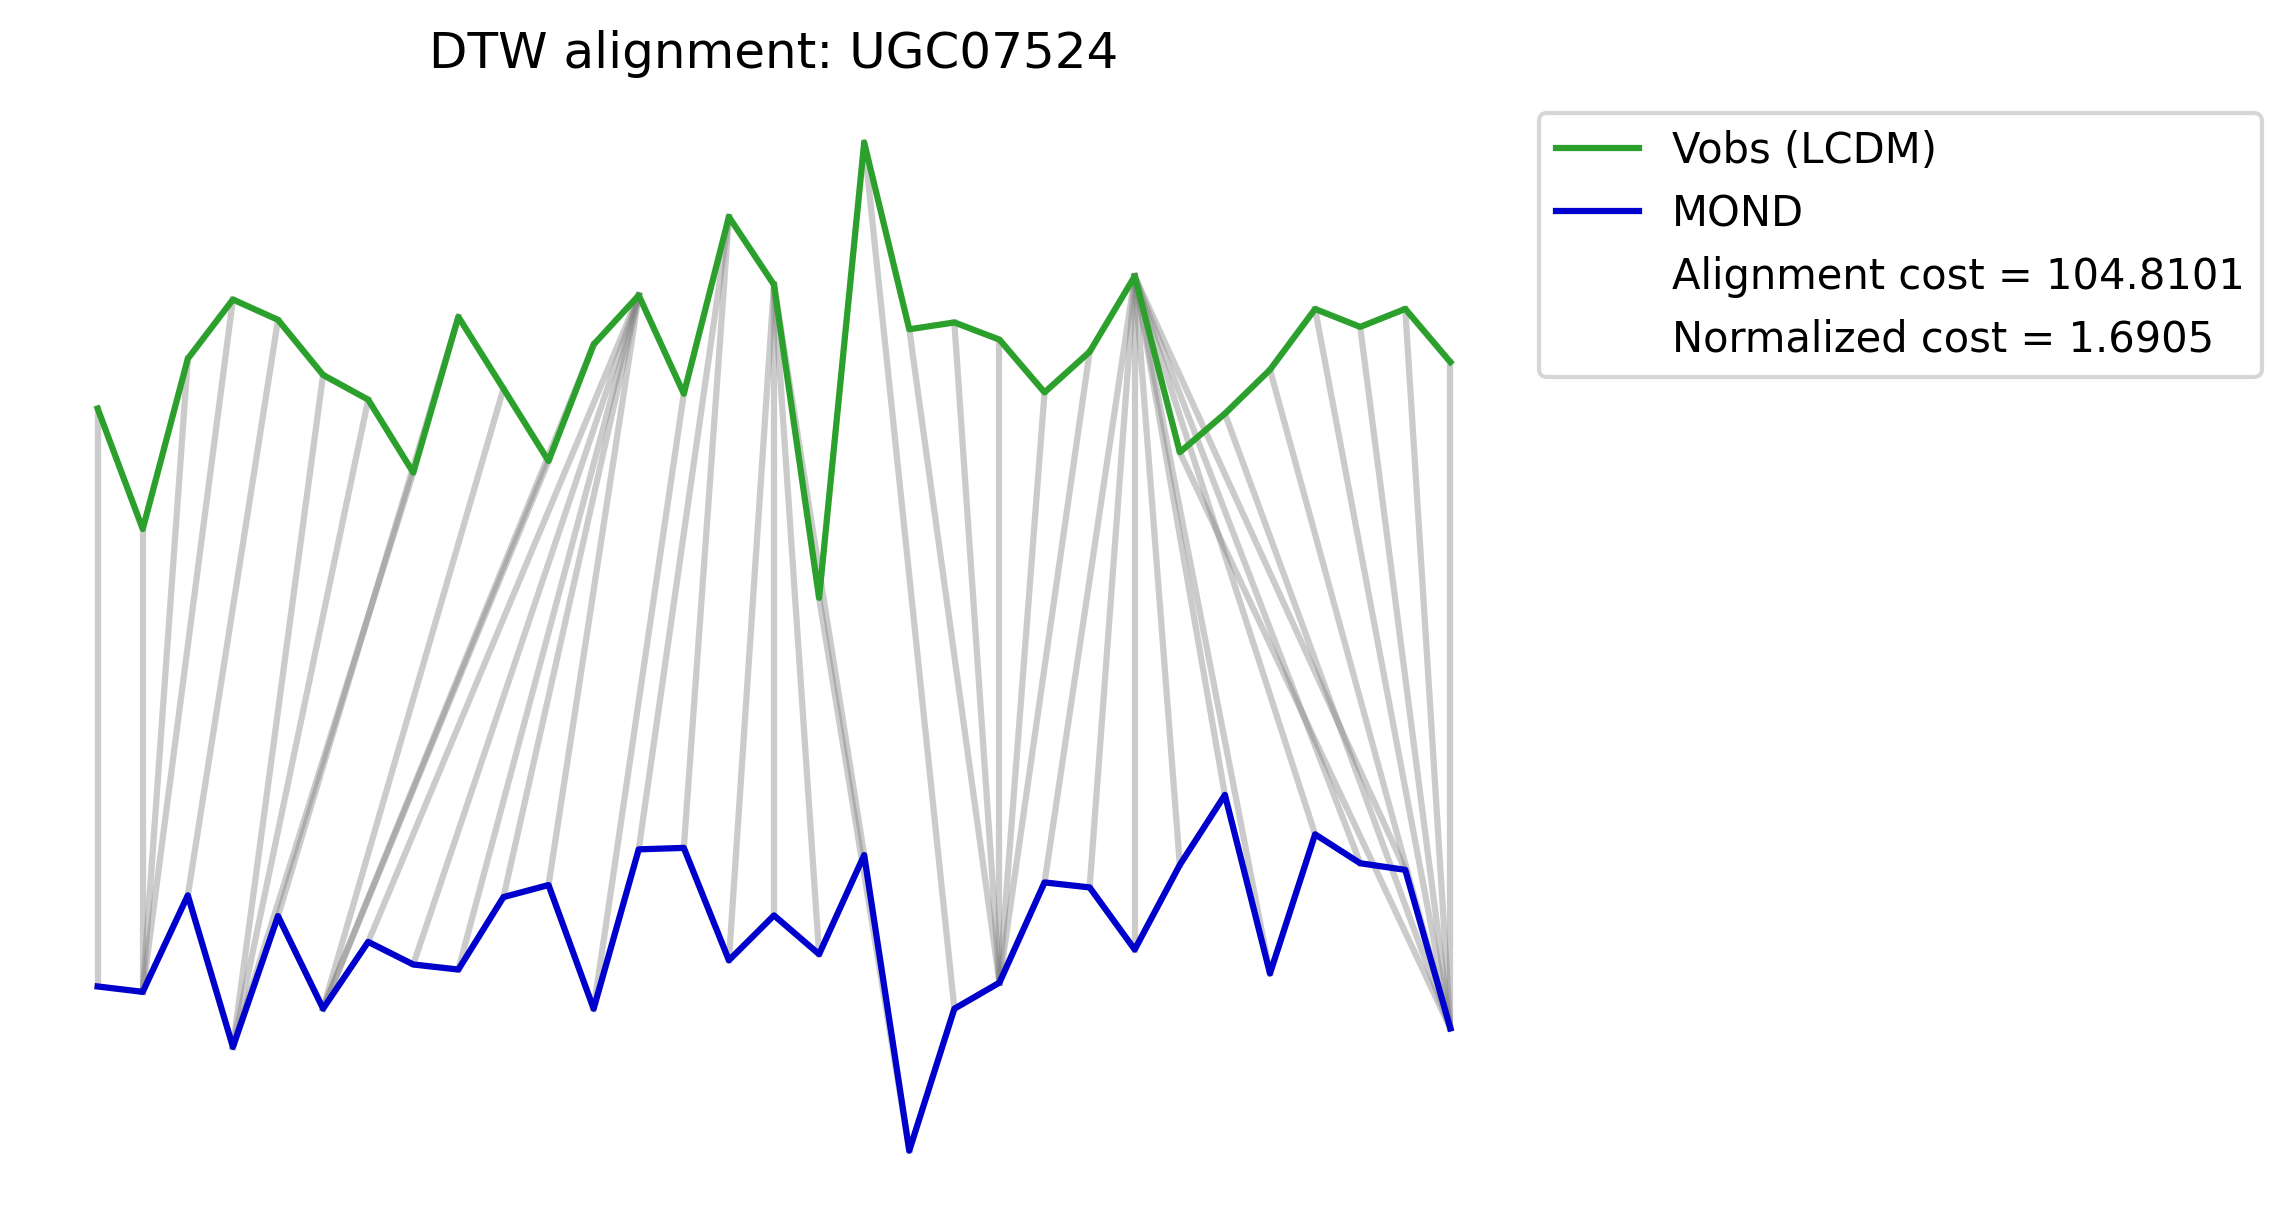 DTW alignment: UGC07524
Vobs (LCDM)
MOND
Alignment cost = 104.8101
Normalized cost = 1.6905